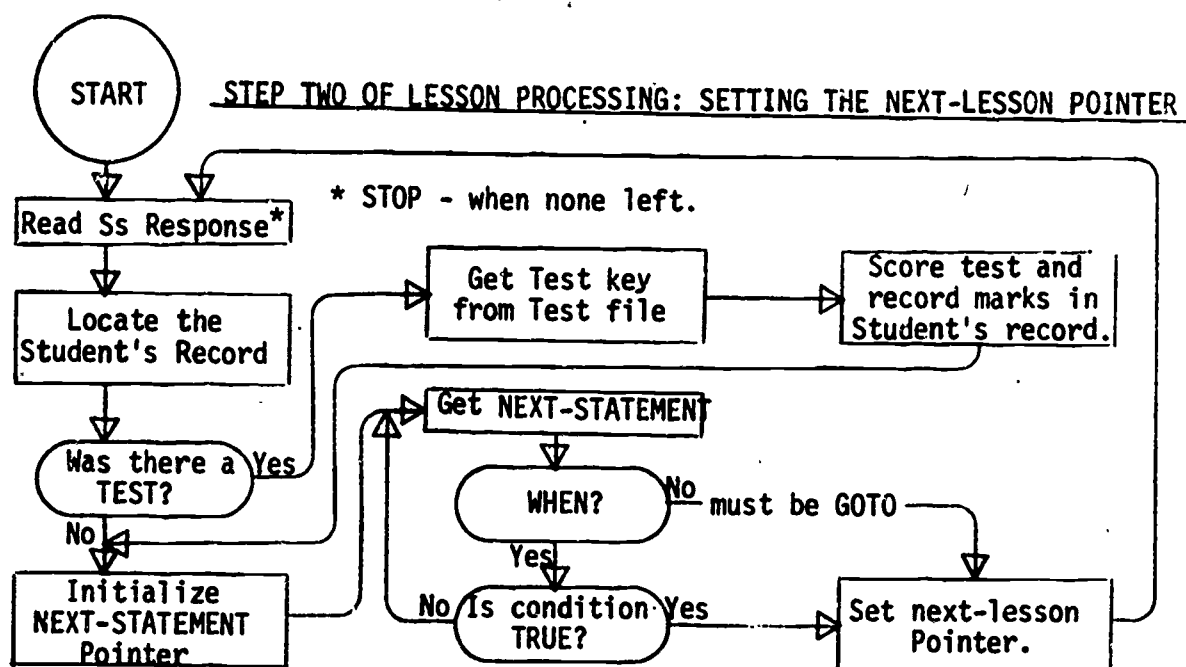 START
STEP TWO OF LESSON PROCESSING: SETTING THE NEXT-LESSON POINTER
* STOP - when none left.
Read Ss Response*
Locate the
Student's Record
Get Test key
from Test file
Score test and
record marks in
Student's record.
Was there a
TEST?
Yes
No
Initialize
NEXT-STATEMENT
Pointer
Get NEXT-STATEMENT
WHEN?
No
must be GOTO
Yes
Is condition
TRUE?
No
Yes
Set next-lesson
Pointer.